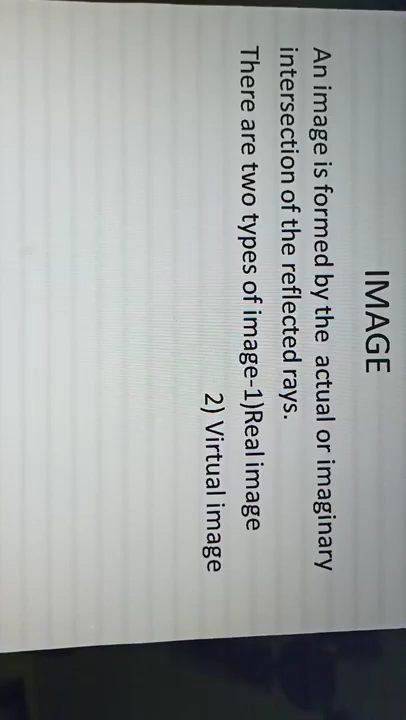 IMAGE
An image is formed by the actual or imaginary
intersection of the reflected rays.
There are two types of image-1)Real image
2) Virtual image